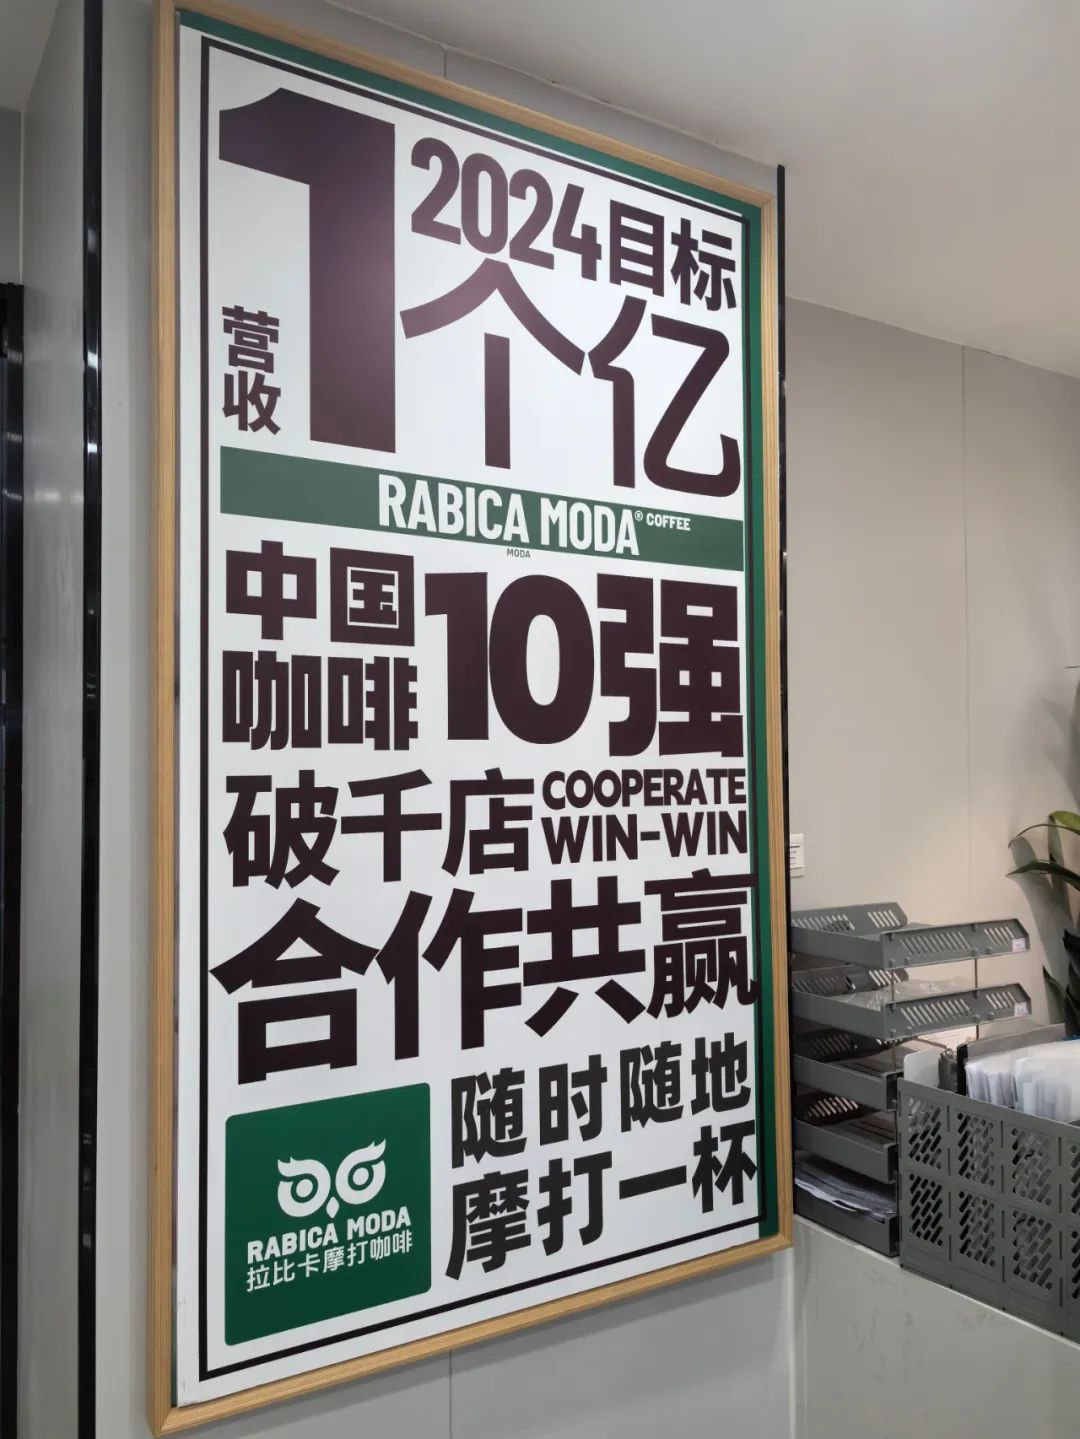 2024目标
营收
1个亿
RABICA MODA® COFFEE
MODA
中国
咖啡
10强
破千店
COOPERATE
WIN-WIN
合作共赢
随时随地
摩打一杯
RABICA MODA
拉比卡摩打咖啡